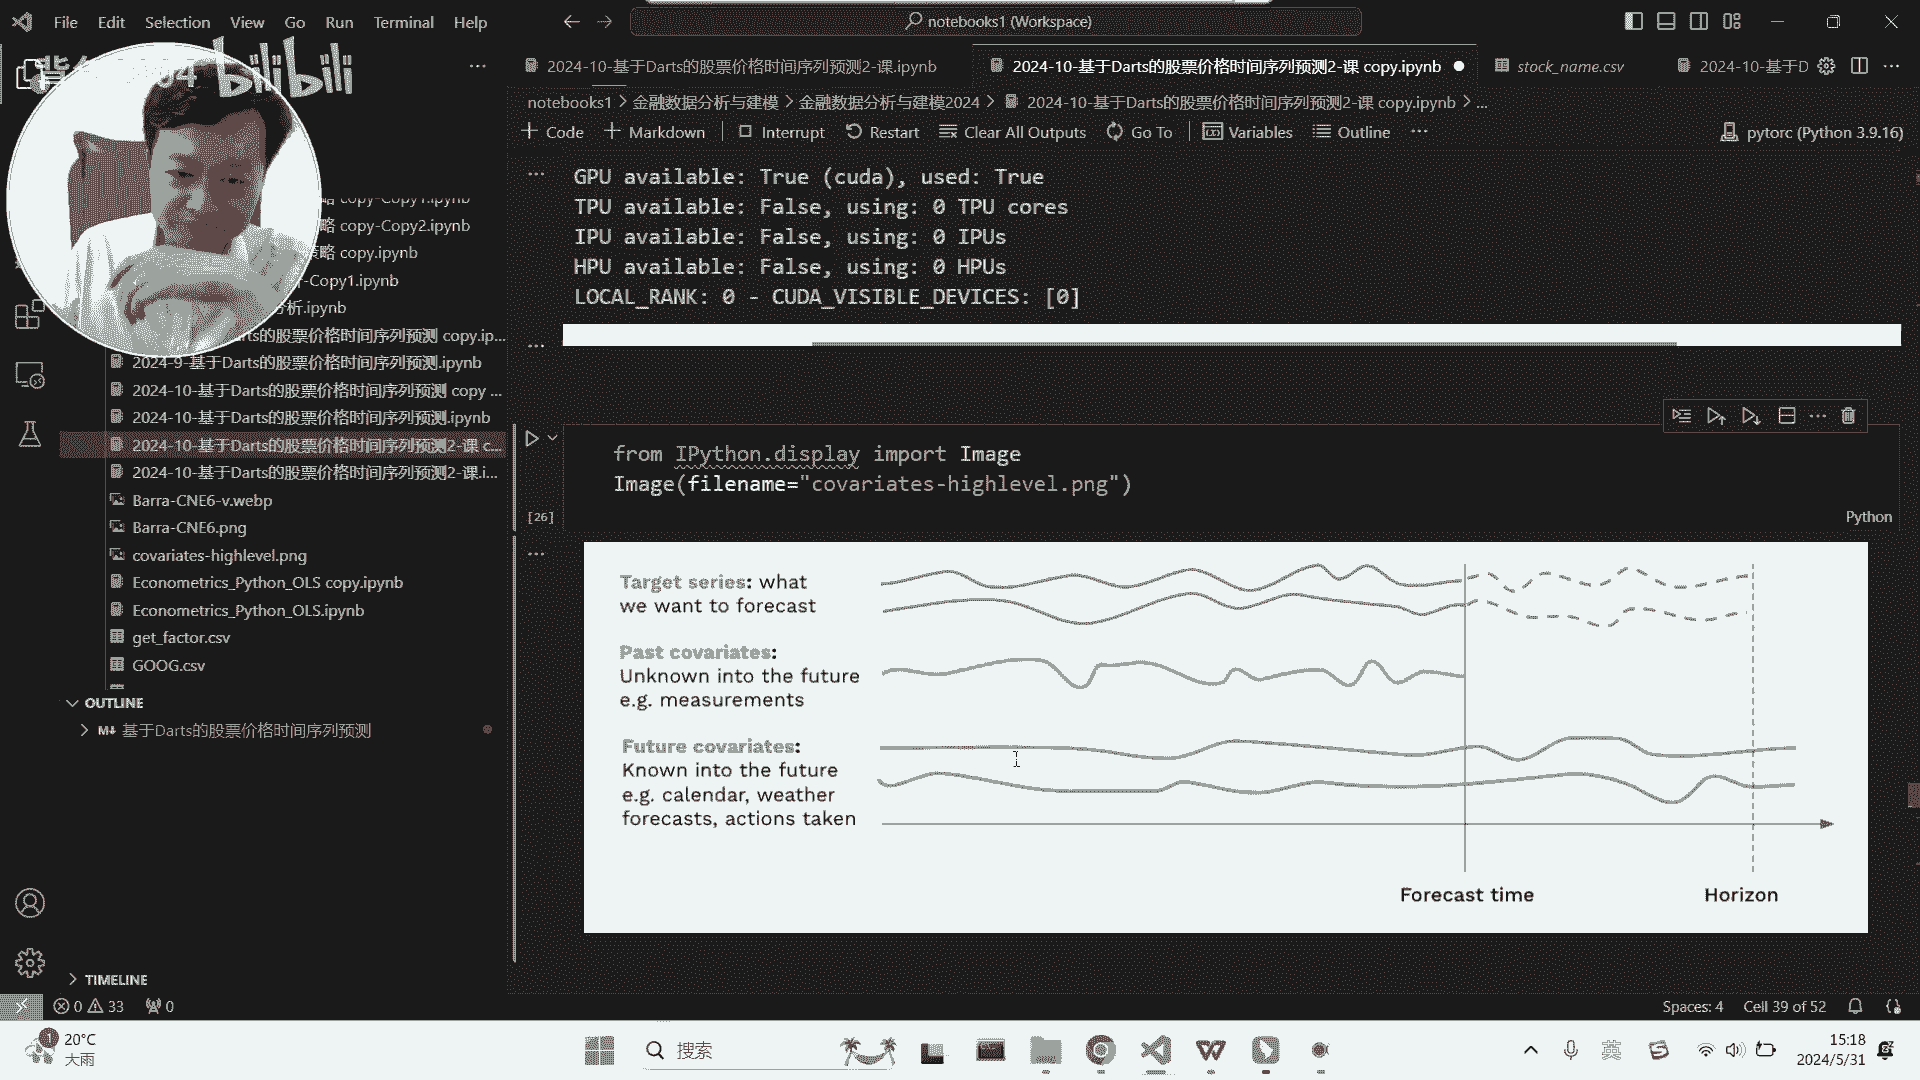 File Edit Selection View Go Run Terminal Help
notebooks1 (Workspace)
bilibili
2024-10-基于Darts的股票价格时间序列预测2-课.ipynb
2024-10-基于Darts的股票价格时间序列预测2-课 copy.ipynb
stock_name.csv
2024-10-基于D
notebooks1 > 金融数据分析与建模 > 金融数据分析与建模2024 > 2024-10-基于Darts的股票价格时间序列预测2-课 copy.ipynb > ...
+ Code + Markdown Interrupt Restart Clear All Outputs Go To Variables Outline ...
pytorc (Python 3.9.16)
略 copy-Copy1.ipynb
略 copy-Copy2.ipynb
策略 copy.ipynb
-Copy1.ipynb
分析.ipynb
arts的股票价格时间序列预测 copy.ip...
2024-9-基于Darts的股票价格时间序列预测.ipynb
2024-10-基于Darts的股票价格时间序列预测 copy ...
2024-10-基于Darts的股票价格时间序列预测.ipynb
2024-10-基于Darts的股票价格时间序列预测2-课 c...
2024-10-基于Darts的股票价格时间序列预测2-课.i...
Barra-CNE6-v.webp
Barra-CNE6.png
covariates-highlevel.png
Econometrics_Python_OLS copy.ipynb
Econometrics_Python_OLS.ipynb
get_factor.csv
GOOG.csv
OUTLINE
M↓ 基于Darts的股票价格时间序列预测
TIMELINE
GPU available: True (cuda), used: True
TPU available: False, using: 0 TPU cores
IPU available: False, using: 0 IPUs
HPU available: False, using: 0 HPUs
LOCAL_RANK: 0 - CUDA_VISIBLE_DEVICES: [0]
from IPython.display import Image
Image(filename="covariates-highlevel.png")
[26]
Python
Target series: what
we want to forecast
Past covariates:
Unknown into the future
e.g. measurements
Future covariates:
Known into the future
e.g. calendar, weather
forecasts, actions taken
Forecast time
Horizon
0 33 0
Spaces: 4 Cell 39 of 52
1
20°C
大雨
搜索
英
15:18
2024/5/31